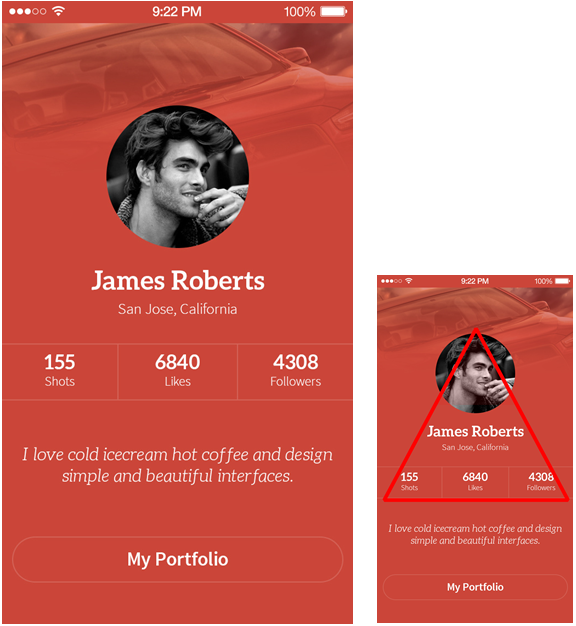 9:22 PM 100%
James Roberts
San Jose, California
155 6840 4308
Shots Likes Followers
I love cold icecream hot coffee and design
simple and beautiful interfaces.
My Portfolio
9:22 PM 100%
James Roberts
San Jose, California
155 6840 4308
Shots Likes Followers
I love cold icecream hot coffee and design
simple and beautiful interfaces.
My Portfolio